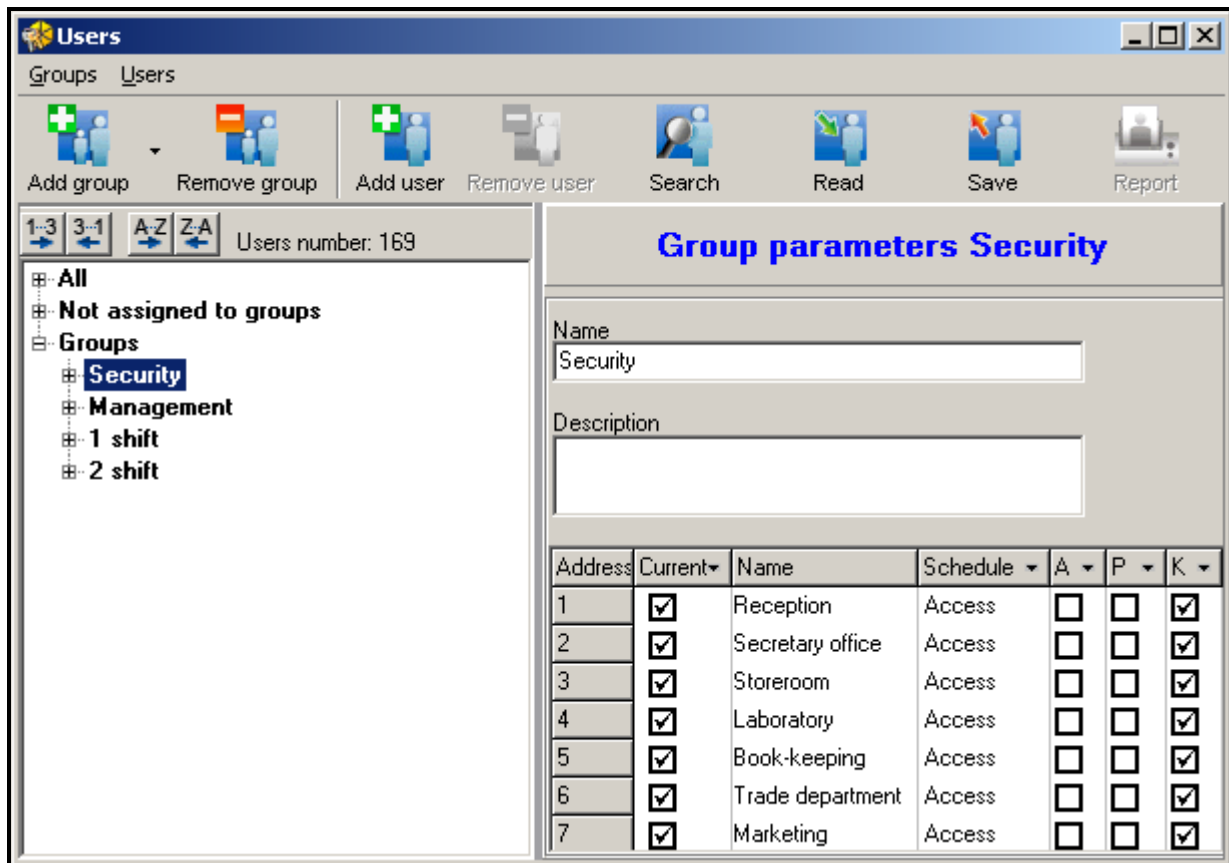 Users
Groups Users
Add group Remove group Add user Remove user Search Read Save Report
1··3 3··1 A-Z Z-A Users number: 169
All
Not assigned to groups
Groups
Security
Management
1 shift
2 shift
Group parameters Security
Name
Security
Description
Address Current Name Schedule A P K
1 Reception Access
2 Secretary office Access
3 Storeroom Access
4 Laboratory Access
5 Book-keeping Access
6 Trade department Access
7 Marketing Access